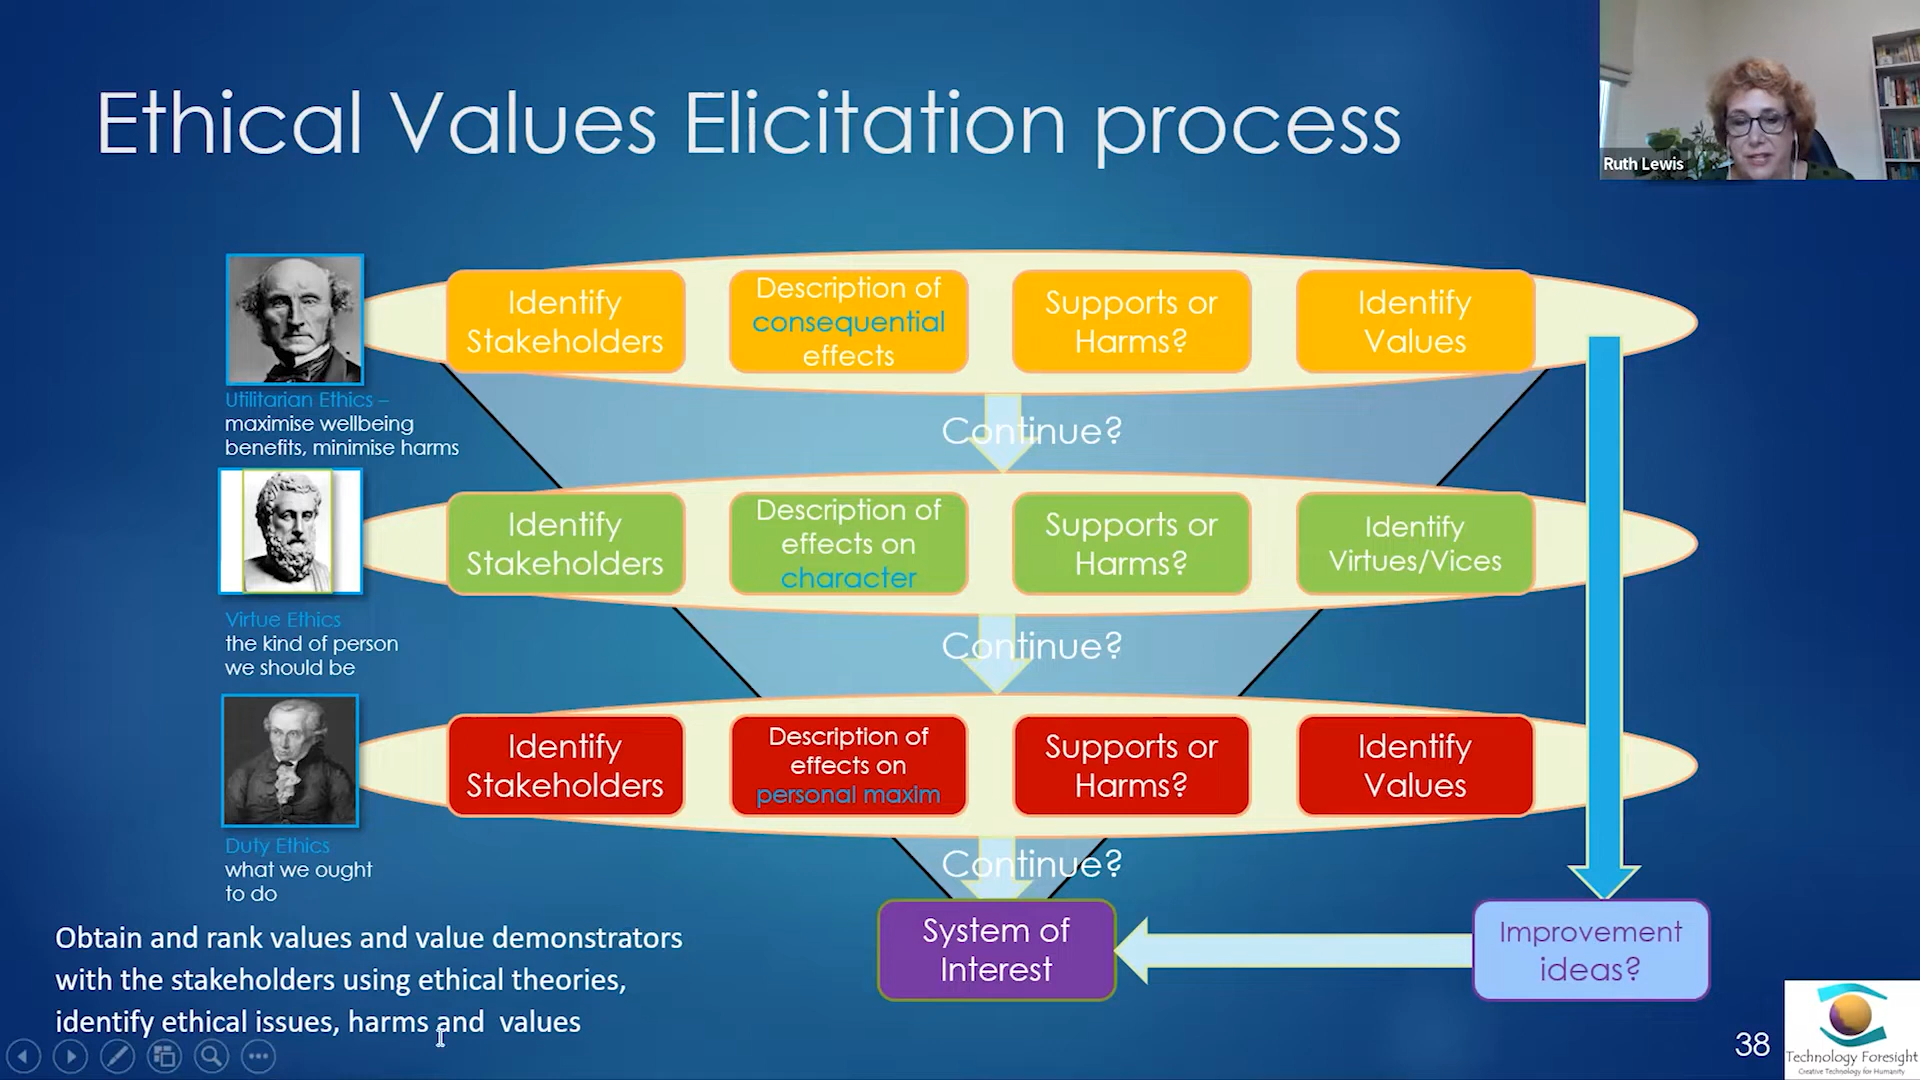 Ethical Values Elicitation process
Ruth Lewis
Identify
Stakeholders
Description of
consequential
effects
Supports or
Harms?
Identify
Values
Utilitarian Ethics –
maximise wellbeing
benefits, minimise harms
Continue?
Identify
Stakeholders
Description of
effects on
character
Supports or
Harms?
Identify
Virtues/Vices
Virtue Ethics
the kind of person
we should be
Continue?
Identify
Stakeholders
Description of
effects on
personal maxim
Supports or
Harms?
Identify
Values
Duty Ethics
what we ought
to do
Continue?
System of
Interest
Improvement
ideas?
Obtain and rank values and value demonstrators
with the stakeholders using ethical theories,
identify ethical issues, harms and values
38
Technology Foresight
Creative Technology for Humanity